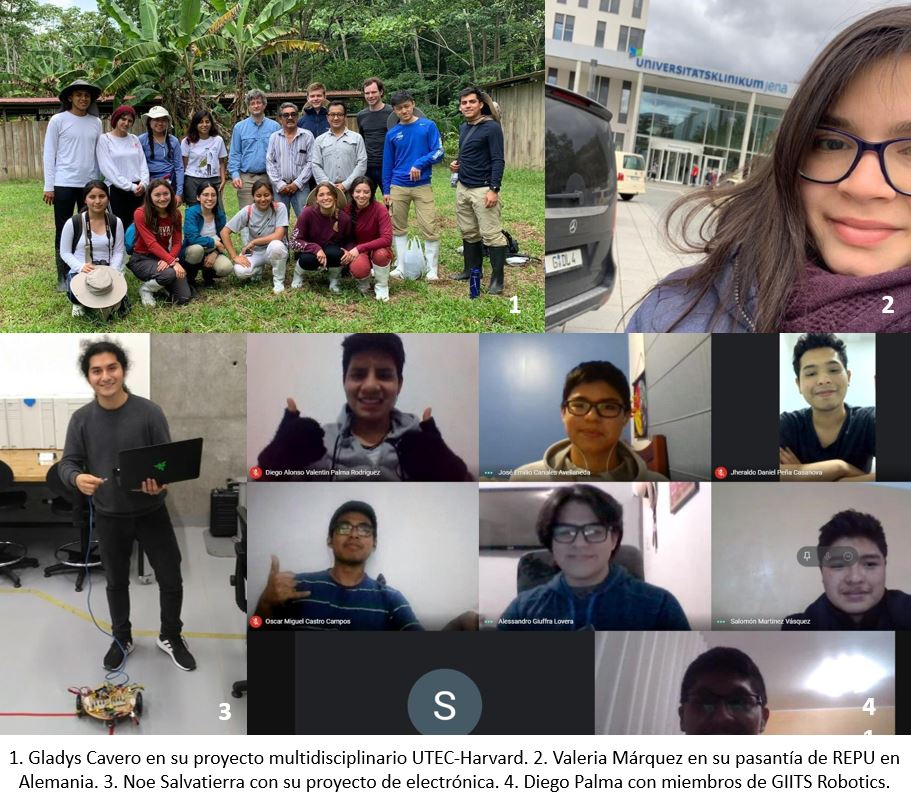 1
UNIVERSITÄTSKLINIKUM jena
G DL 4
2
3
Diego Alonso Valentin Palma Rodriguez
José Emilio Canales Avellaneda
Jheraldo Daniel Peña Casanova
Oscar Miguel Castro Campos
Alessandro Giuffra Lovera
Salomón Martinez Vásquez
S
4
1. Gladys Cavero en su proyecto multidisciplinario UTEC-Harvard. 2. Valeria Márquez en su pasantía de REPU en
Alemania. 3. Noe Salvatierra con su proyecto de electrónica. 4. Diego Palma con miembros de GIITS Robotics.